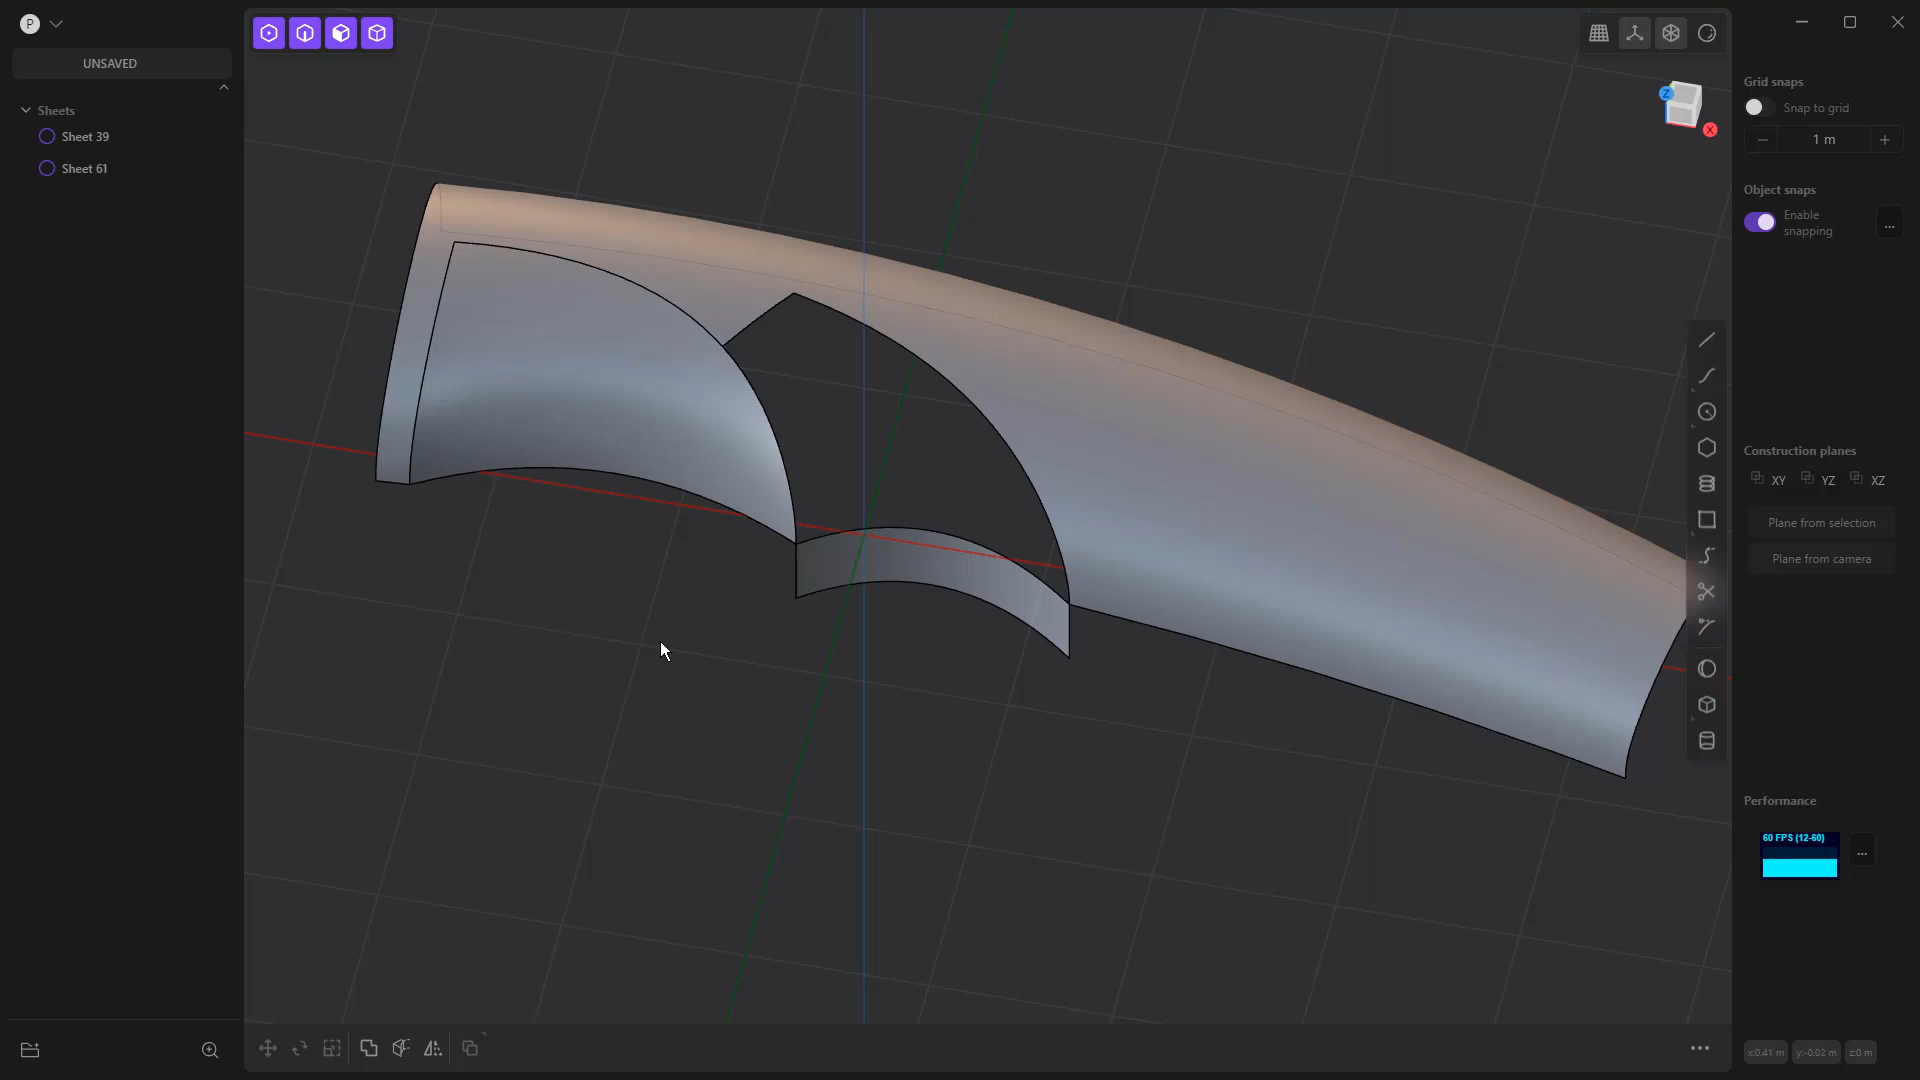 P
UNSAVED
Sheets
Sheet 39
Sheet 61
Z
X
Grid snaps
Snap to grid
1 m
Object snaps
Enable
snapping
...
Construction planes
XY
YZ
XZ
Plane from selection
Plane from camera
Performance
60 FPS (12-60)
...
x:0.41 m
y:-0.02 m
z:0 m